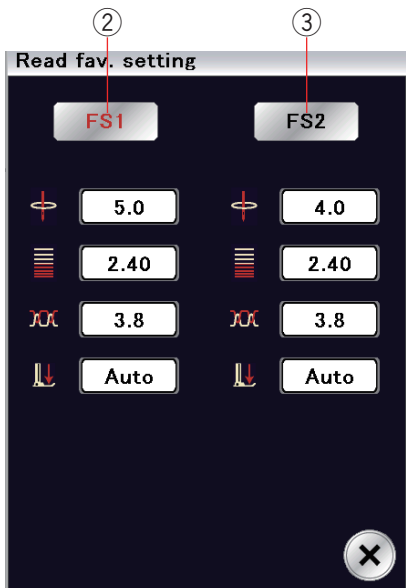 ② ③
Read fav. setting
FS1 FS2
5.0 4.0
2.40 2.40
3.8 3.8
Auto Auto